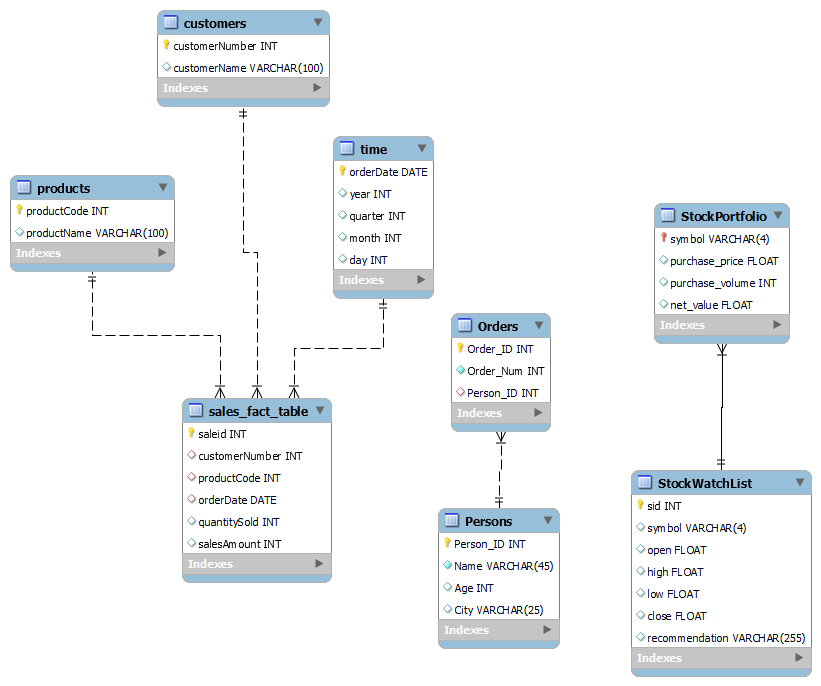 customers
customerNumber INT
customerName VARCHAR(100)
Indexes
time
orderDate DATE
year INT
quarter INT
month INT
day INT
Indexes
products
productCode INT
productName VARCHAR(100)
Indexes
StockPortfolio
symbol VARCHAR(4)
purchase_price FLOAT
purchase_volume INT
net_value FLOAT
Indexes
Orders
Order_ID INT
Order_Num INT
Person_ID INT
Indexes
sales_fact_table
saleid INT
customerNumber INT
productCode INT
orderDate DATE
quantitySold INT
salesAmount INT
Indexes
Persons
Person_ID INT
Name VARCHAR(45)
Age INT
City VARCHAR(25)
Indexes
StockWatchList
sid INT
symbol VARCHAR(4)
open FLOAT
high FLOAT
low FLOAT
close FLOAT
recommendation VARCHAR(255)
Indexes